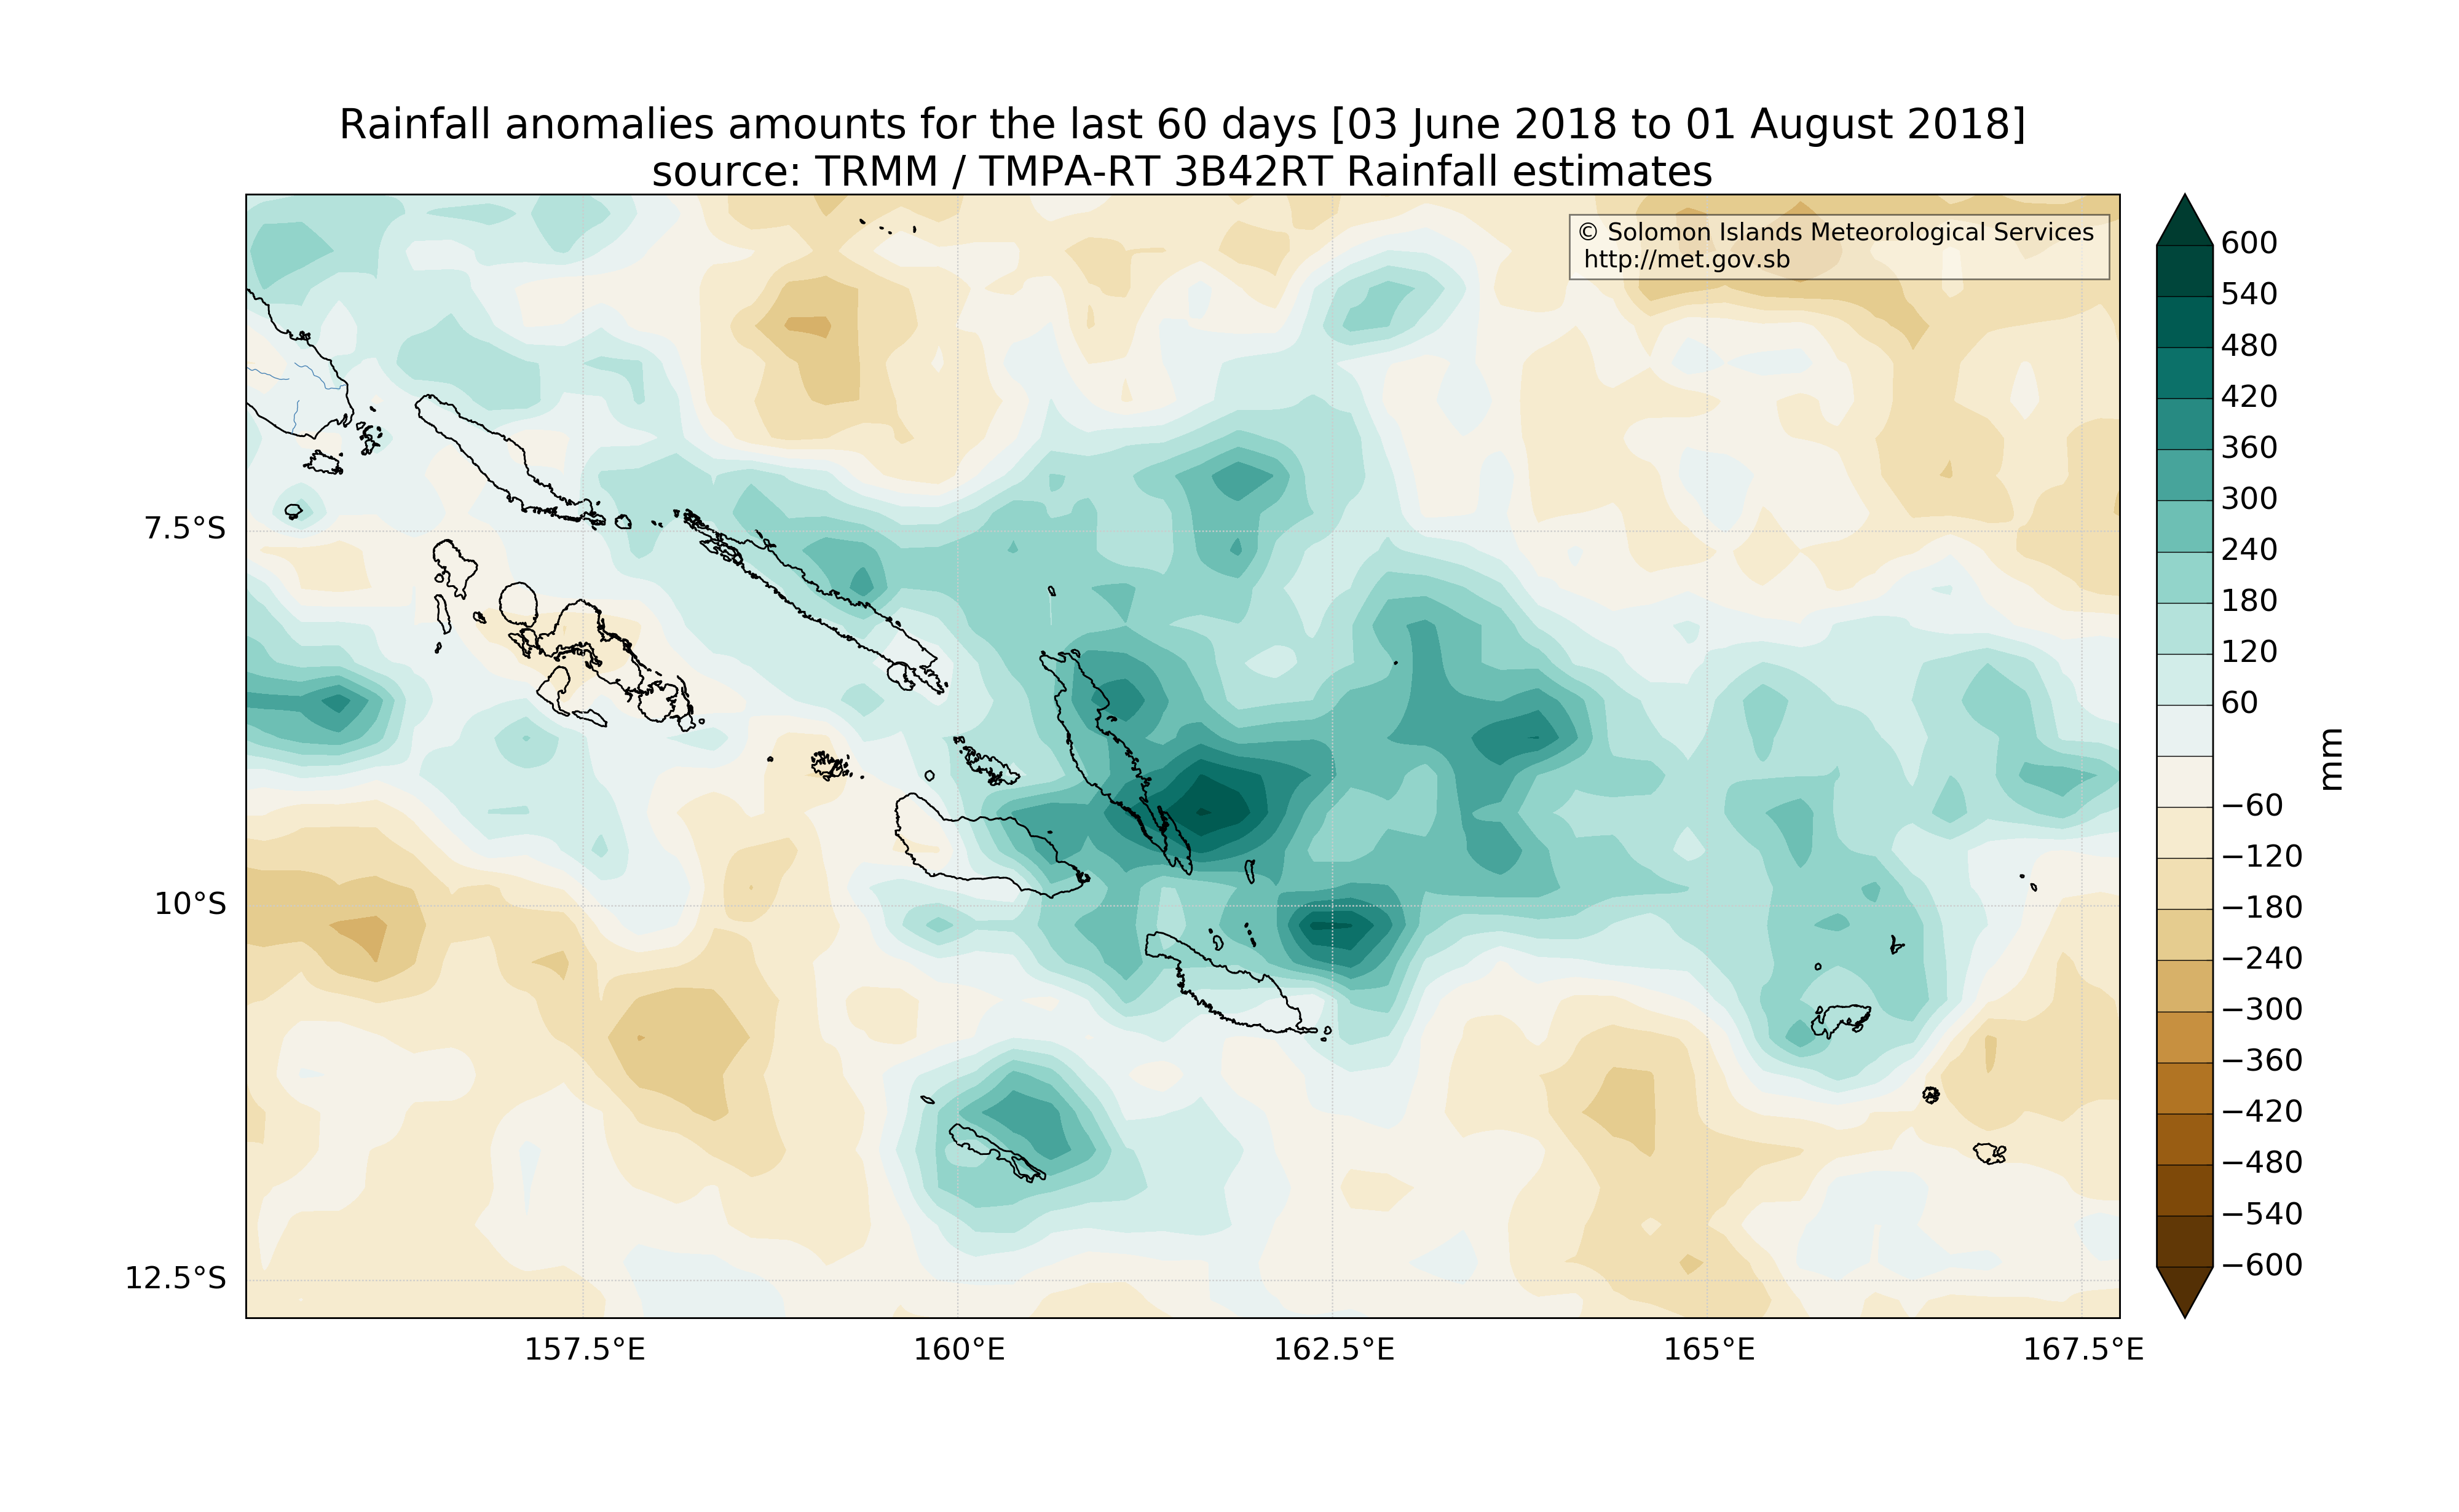 Rainfall anomalies amounts for the last 60 days [03 June 2018 to 01 August 2018]
source: TRMM / TMPA-RT 3B42RT Rainfall estimates
© Solomon Islands Meteorological Services
http://met.gov.sb
7.5°S
10°S
12.5°S
157.5°E
160°E
162.5°E
165°E
167.5°E
600
540
480
420
360
300
240
180
120
60
−60
−120
−180
−240
−300
−360
−420
−480
−540
−600
mm